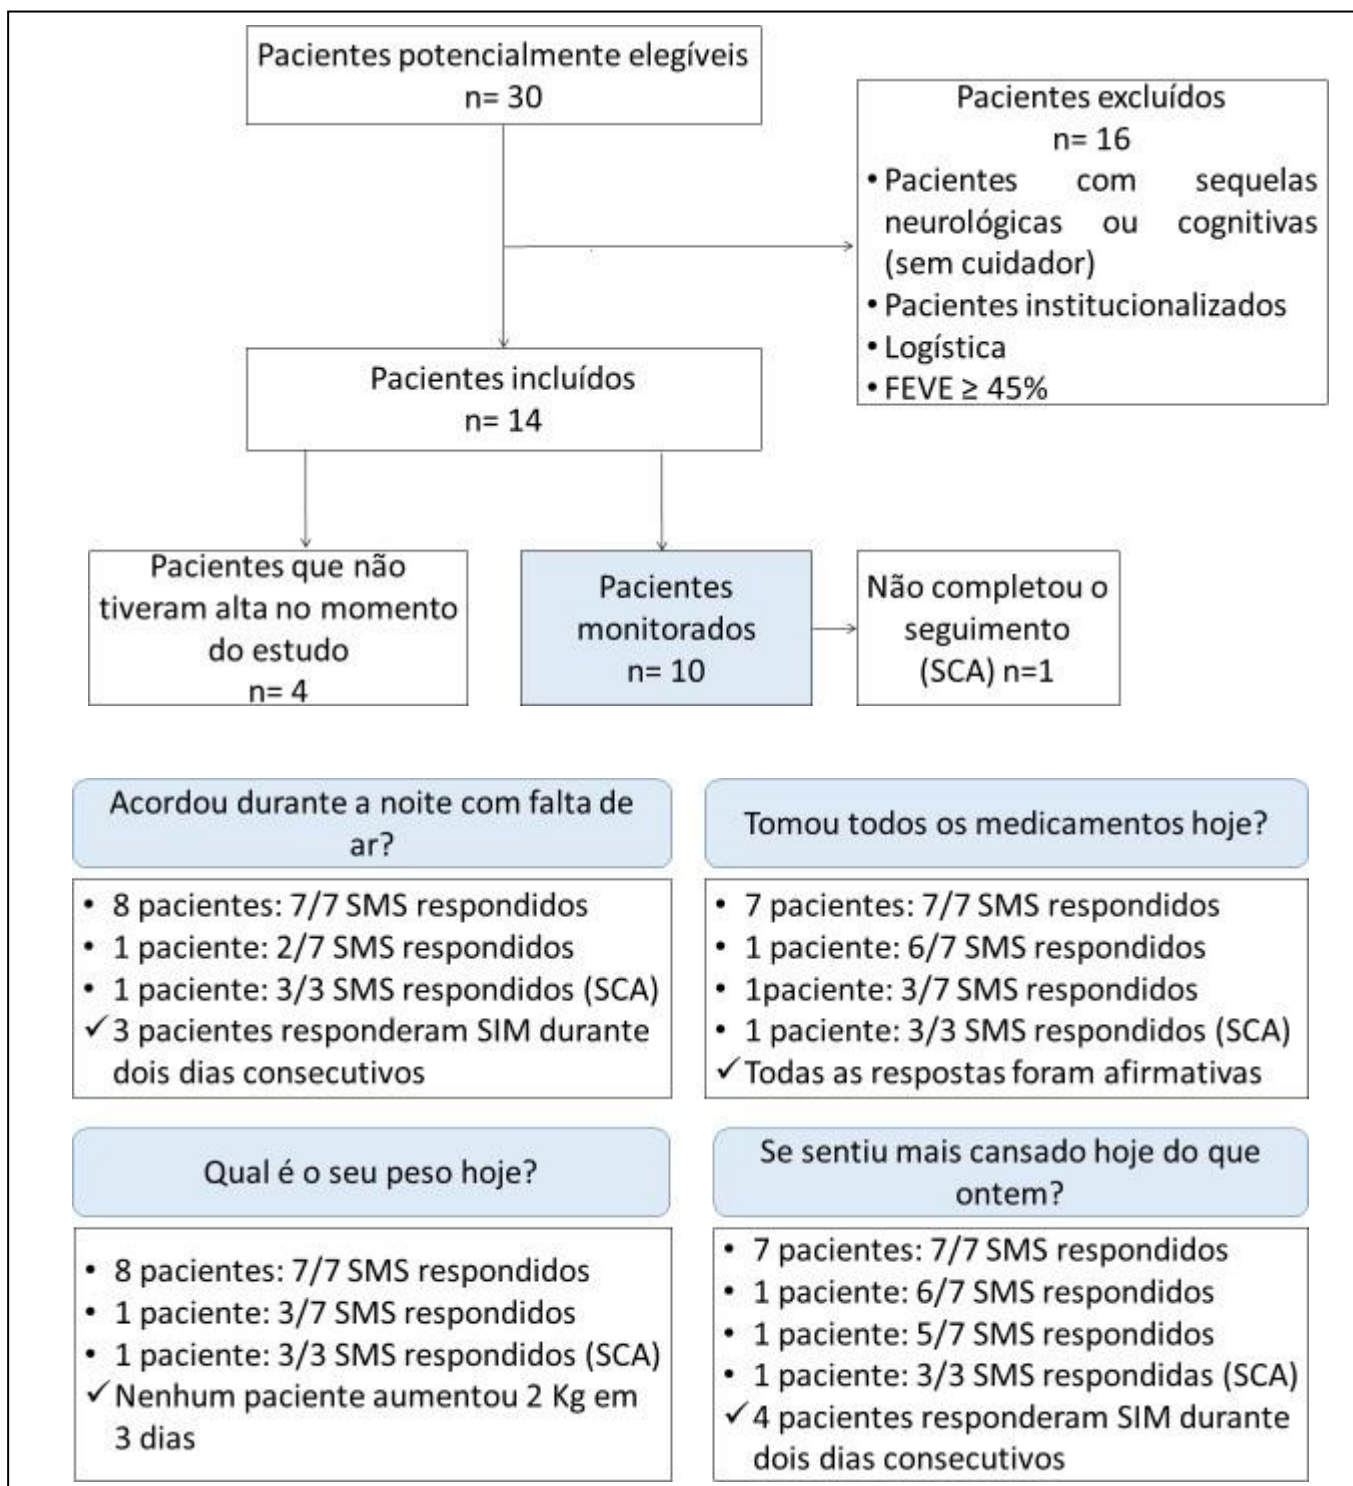 Pacientes potencialmente elegíveis
n= 30
Pacientes excluídos
n= 16
• Pacientes com sequelas
neurológicas ou cognitivas
(sem cuidador)
• Pacientes institucionalizados
• Logística
• FEVE ≥ 45%
Pacientes incluídos
n= 14
Pacientes que não
tiveram alta no momento
do estudo
n= 4
Pacientes
monitorados
n= 10
Não completou o
seguimento
(SCA) n=1
Acordou durante a noite com falta de
ar?
• 8 pacientes: 7/7 SMS respondidos
• 1 paciente: 2/7 SMS respondidos
• 1 paciente: 3/3 SMS respondidos (SCA)
✓ 3 pacientes responderam SIM durante
dois dias consecutivos
Tomou todos os medicamentos hoje?
• 7 pacientes: 7/7 SMS respondidos
• 1 paciente: 6/7 SMS respondidos
• 1paciente: 3/7 SMS respondidos
• 1 paciente: 3/3 SMS respondidos (SCA)
✓ Todas as respostas foram afirmativas
Qual é o seu peso hoje?
• 8 pacientes: 7/7 SMS respondidos
• 1 paciente: 3/7 SMS respondidos
• 1 paciente: 3/3 SMS respondidos (SCA)
✓ Nenhum paciente aumentou 2 Kg em
3 dias
Se sentiu mais cansado hoje do que
ontem?
• 7 pacientes: 7/7 SMS respondidos
• 1 paciente: 6/7 SMS respondidos
• 1 paciente: 5/7 SMS respondidos
• 1 paciente: 3/3 SMS respondidas (SCA)
✓ 4 pacientes responderam SIM durante
dois dias consecutivos